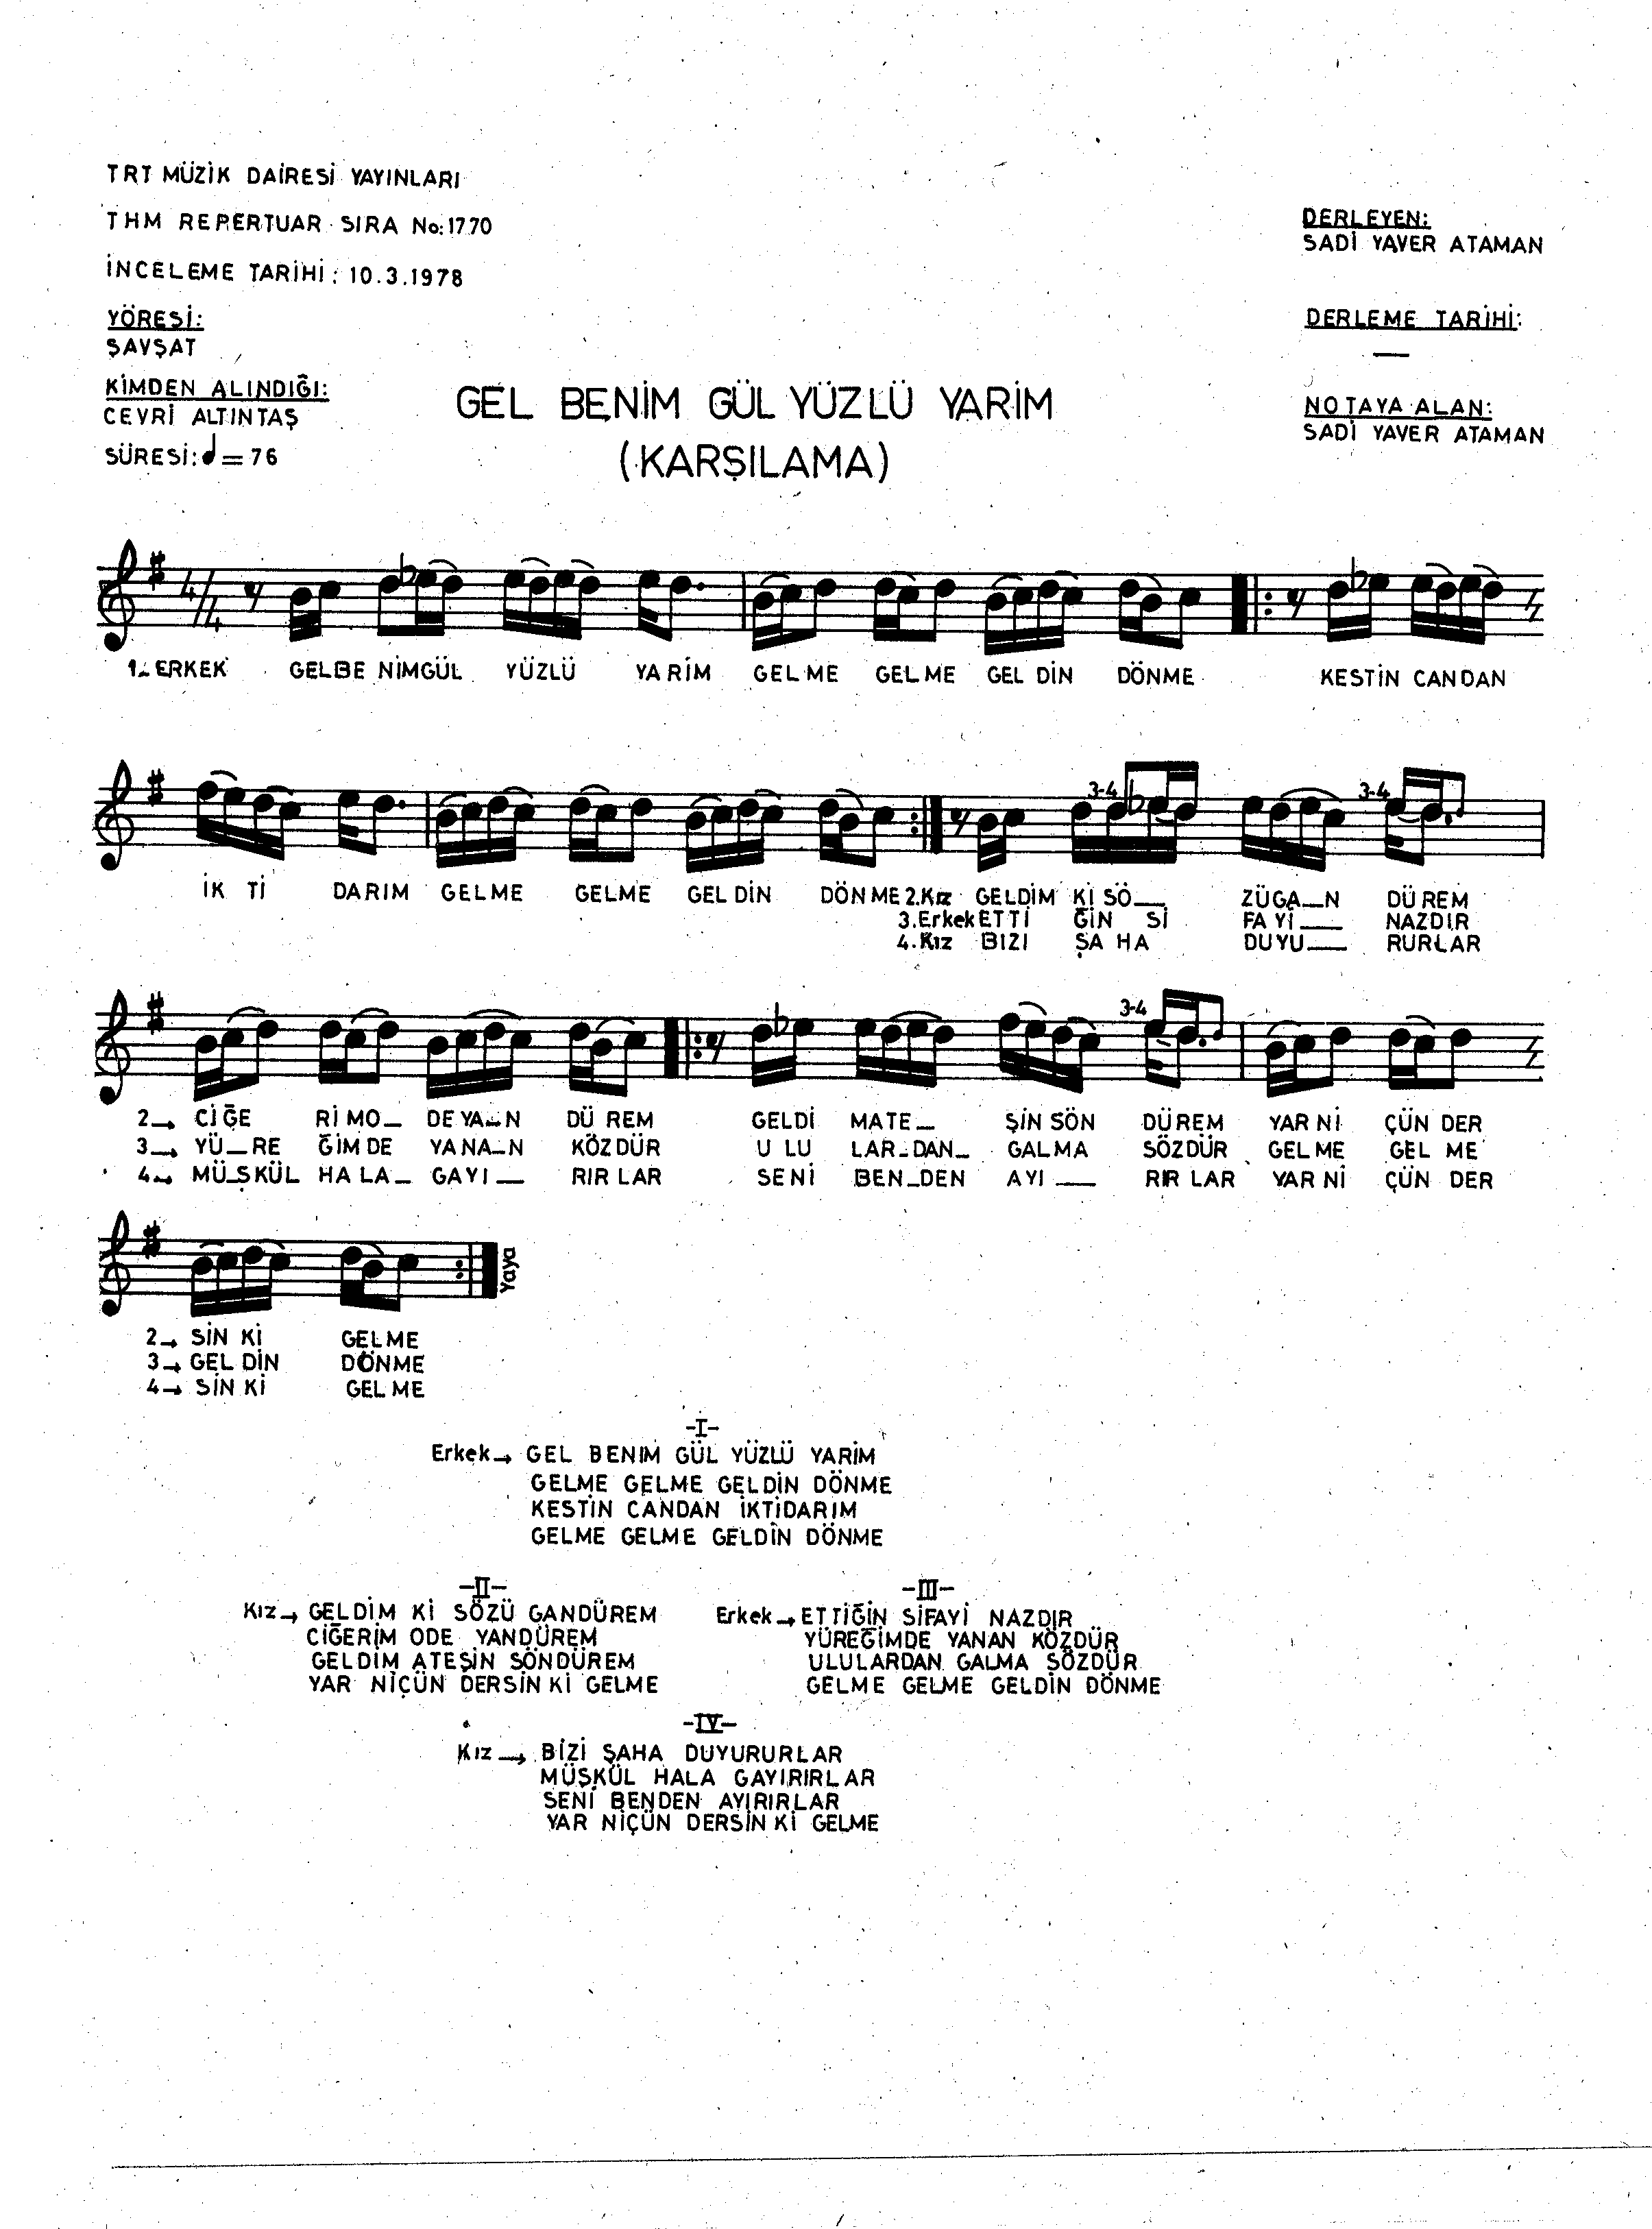 TRT MÜZİK DAİRESİ YAYINLARI
THM REPERTUAR SIRA No: 1770
İNCELEME TARİHİ: 10.3.1978
YÖRESİ:
ŞAVŞAT
KİMDEN ALINDIĞI:
CEVRİ ALTINTAŞ
SÜRESİ: ♩ = 76
DERLEYEN:
SADİ YAVER ATAMAN
DERLEME TARİHİ:
—
NOTAYA ALAN:
SADİ YAVER ATAMAN
GEL BENİM GÜL YÜZLÜ YARİM
(KARŞILAMA)
4/4
1_ ERKEK GELBE NİMGÜL YÜZLÜ YA RİM GEL ME GEL ME GEL DİN DÖNME KESTİN CANDAN
3-4 3-4
İK Tİ DARIM GELME GELME GEL DİN DÖNME 2.Kız GELDİM Kİ SÖ__ ZÜGA_N DÜ REM
3.Erkek ETTİ ĞİN Sİ FA Yİ__ NAZDIR
4.Kız BIZI ŞA HA DUYU__ RURLAR
3-4
2→ CİĞE Rİ MO_ DE YA_N DÜ REM GELDİ MATE_ ŞİN SÖN DÜREM YAR Nİ ÇÜN DER
3→ YÜ_RE ĞİM DE YA NA_N KÖZ DÜR U LU LAR_DAN_ GALMA SÖZDÜR GEL ME GEL ME
4→ MÜ_ŞKÜL HA LA_ GAYI__ RIR LAR SENİ BEN_DEN AYI__ RIR LAR YAR Nİ ÇÜN DER
Yaya
2→ SİN Kİ GELME
3→ GEL DİN DÖNME
4→ SİN Kİ GEL ME
-I-
Erkek→ GEL BENIM GÜL YÜZLÜ YARİM
GELME GELME GELDİN DÖNME
KESTİN CANDAN İKTİDARIM
GELME GELME GELDİN DÖNME
-II-
Kız→ GELDİM Kİ SÖZÜ GANDÜREM
CİĞERİM ODE YANDÜREM
GELDİM ATEŞİN SÖNDÜREM
YAR NİÇÜN DERSİN Kİ GELME
-III-
Erkek→ ETTİĞİN SİFAYİ NAZDIR
YÜREĞİMDE YANAN KÖZDÜR
ULULARDAN GALMA SÖZDÜR
GELME GELME GELDİN DÖNME
-IV-
Kız→ BİZİ ŞAHA DUYURURLAR
MÜŞKÜL HALA GAYIRIRLAR
SENİ BENDEN AYIRIRLAR
YAR NİÇÜN DERSİN Kİ GELME